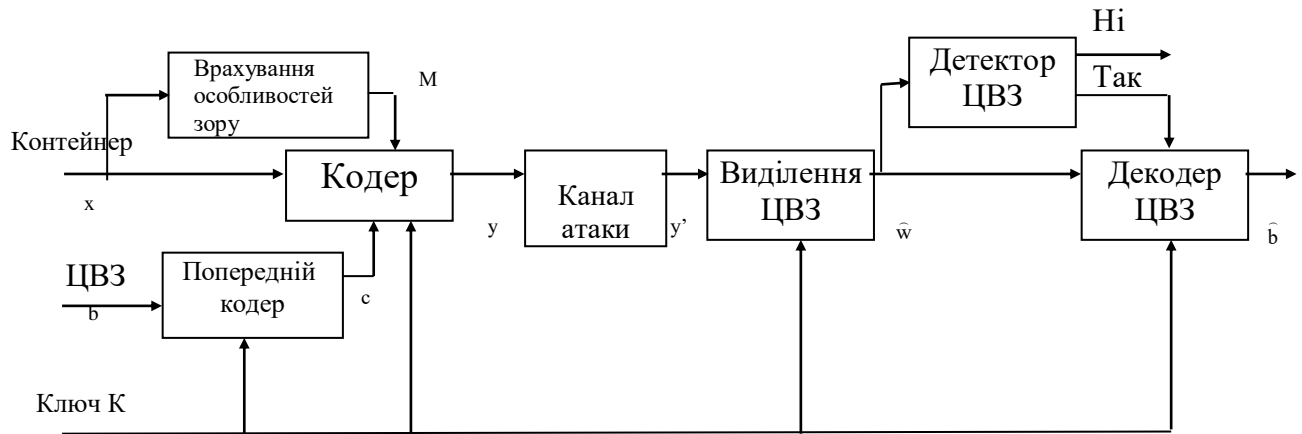 Ні
Врахування
особливостей
зору
М
Детектор
ЦВЗ
Так
Контейнер
Кодер
Канал
атаки
Виділення
ЦВЗ
Декодер
ЦВЗ
x
y
y’
ŵ
b̂
ЦВЗ
b
Попередній
кодер
c
Ключ К